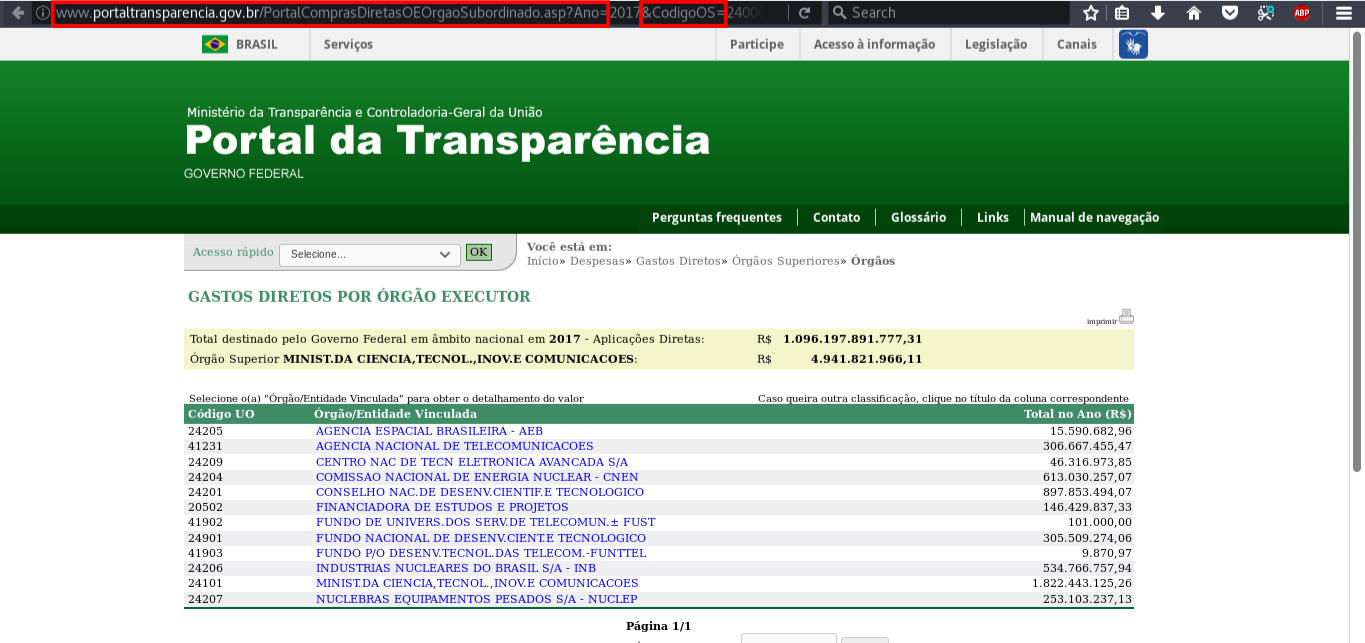 www.portaltransparencia.gov.br/PortalComprasDiretasOEOrgaoSubordinado.asp?Ano=2017&CodigoOS=2400 Search ABP
BRASIL Serviços Participe Acesso à informação Legislação Canais
Ministério da Transparência e Controladoria-Geral da União
Portal da Transparência
GOVERNO FEDERAL
Perguntas frequentes Contato Glossário Links Manual de navegação
Acesso rápido Selecione... OK
Você está em:
Início» Despesas» Gastos Diretos» Órgãos Superiores» Órgãos
GASTOS DIRETOS POR ÓRGÃO EXECUTOR
imprimir
Total destinado pelo Governo Federal em âmbito nacional em 2017 - Aplicações Diretas: R$ 1.096.197.891.777,31
Órgão Superior MINIST.DA CIENCIA,TECNOL.,INOV.E COMUNICACOES: R$ 4.941.821.966,11
Selecione o(a) "Órgão/Entidade Vinculada" para obter o detalhamento do valor Caso queira outra classificação, clique no título da coluna correspondente
Código UO Órgão/Entidade Vinculada Total no Ano (R$)
24205 AGENCIA ESPACIAL BRASILEIRA - AEB 15.590.682,96
41231 AGENCIA NACIONAL DE TELECOMUNICACOES 306.667.455,47
24209 CENTRO NAC DE TECN ELETRONICA AVANCADA S/A 46.316.973,85
24204 COMISSAO NACIONAL DE ENERGIA NUCLEAR - CNEN 613.030.257,07
24201 CONSELHO NAC.DE DESENV.CIENTIF.E TECNOLOGICO 897.853.494,07
20502 FINANCIADORA DE ESTUDOS E PROJETOS 146.429.837,33
41902 FUNDO DE UNIVERS.DOS SERV.DE TELECOMUN.± FUST 101.000,00
24901 FUNDO NACIONAL DE DESENV.CIENT.E TECNOLOGICO 305.509.274,06
41903 FUNDO P/O DESENV.TECNOL.DAS TELECOM.-FUNTTEL 9.870,97
24206 INDUSTRIAS NUCLEARES DO BRASIL S/A - INB 534.766.757,94
24101 MINIST.DA CIENCIA,TECNOL.,INOV.E COMUNICACOES 1.822.443.125,26
24207 NUCLEBRAS EQUIPAMENTOS PESADOS S/A - NUCLEP 253.103.237,13
Página 1/1